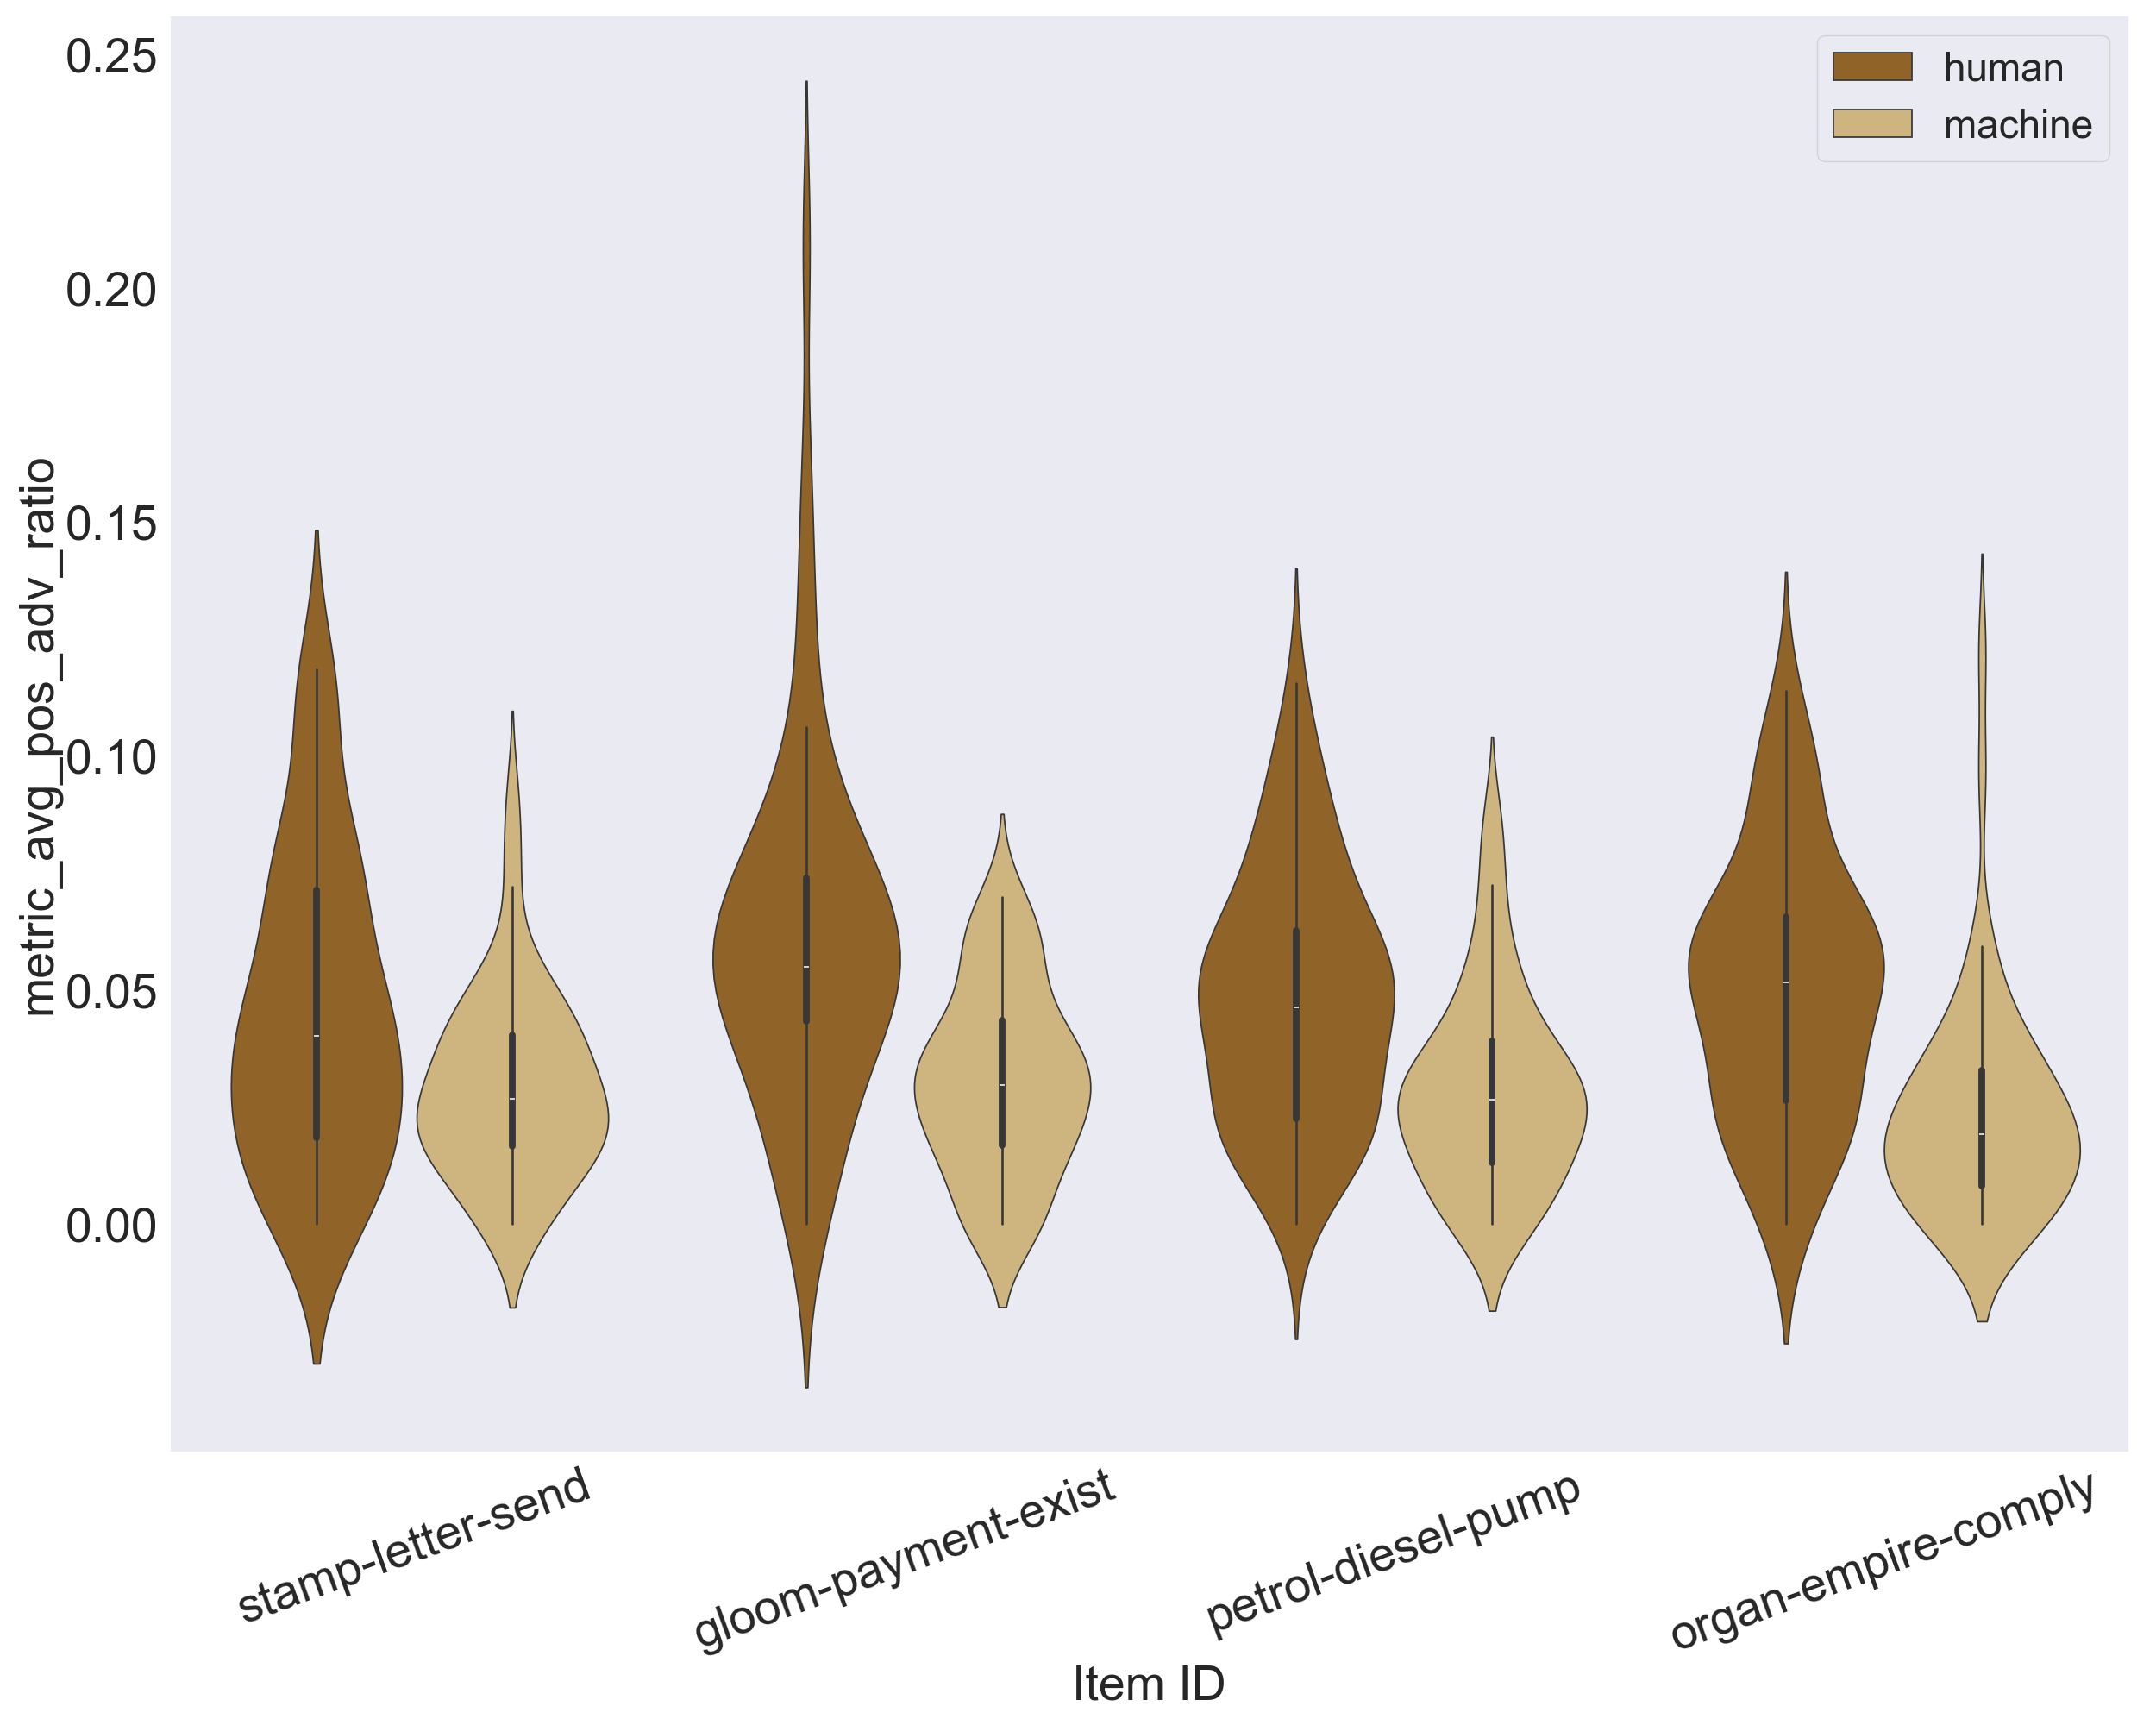 0.25
0.20
0.15
0.10
0.05
0.00
metric_avg_pos_adv_ratio
human
machine
stamp-letter-send
gloom-payment-exist
petrol-diesel-pump
organ-empire-comply
Item ID